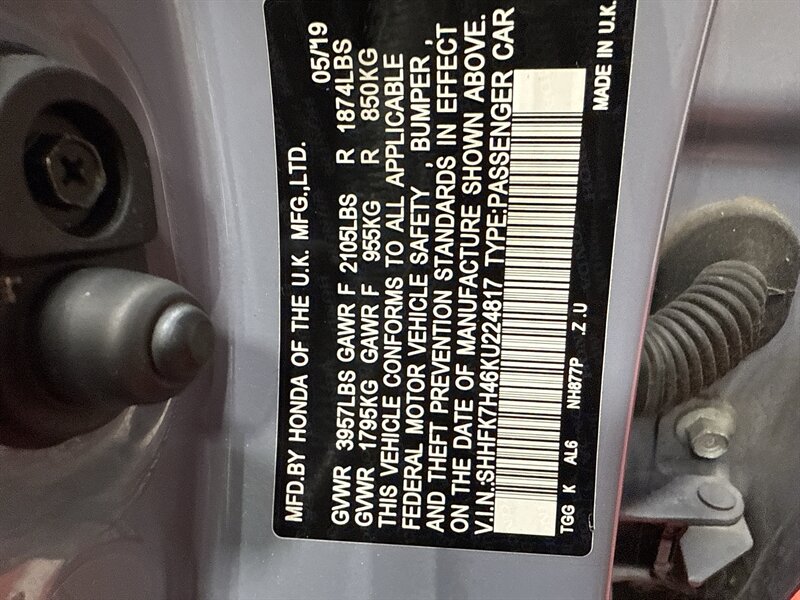 MFD.BY HONDA OF THE U.K. MFG.,LTD. 05/19
GVWR 3957LBS GAWR F 2105LBS R 1874LBS
GVWR 1795KG GAWR F 955KG R 850KG
THIS VEHICLE CONFORMS TO ALL APPLICABLE
FEDERAL MOTOR VEHICLE SAFETY , BUMPER ,
AND THEFT PREVENTION STANDARDS IN EFFECT
ON THE DATE OF MANUFACTURE SHOWN ABOVE.
V.I.N.:SHHFK7H46KU224817 TYPE:PASSENGER CAR
TGG K AL6 NH877P .Z .U MADE IN U.K.